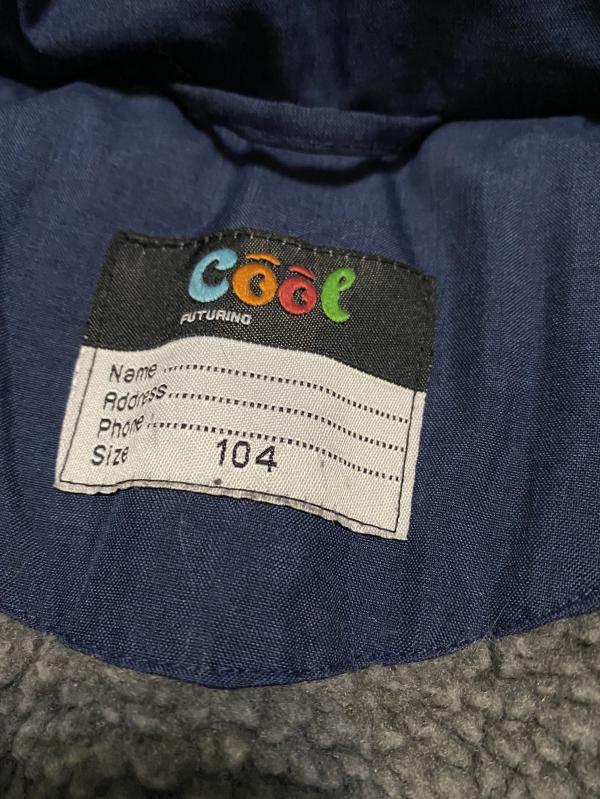 cool
FUTURINO
Name
Address
Phone
Size 104